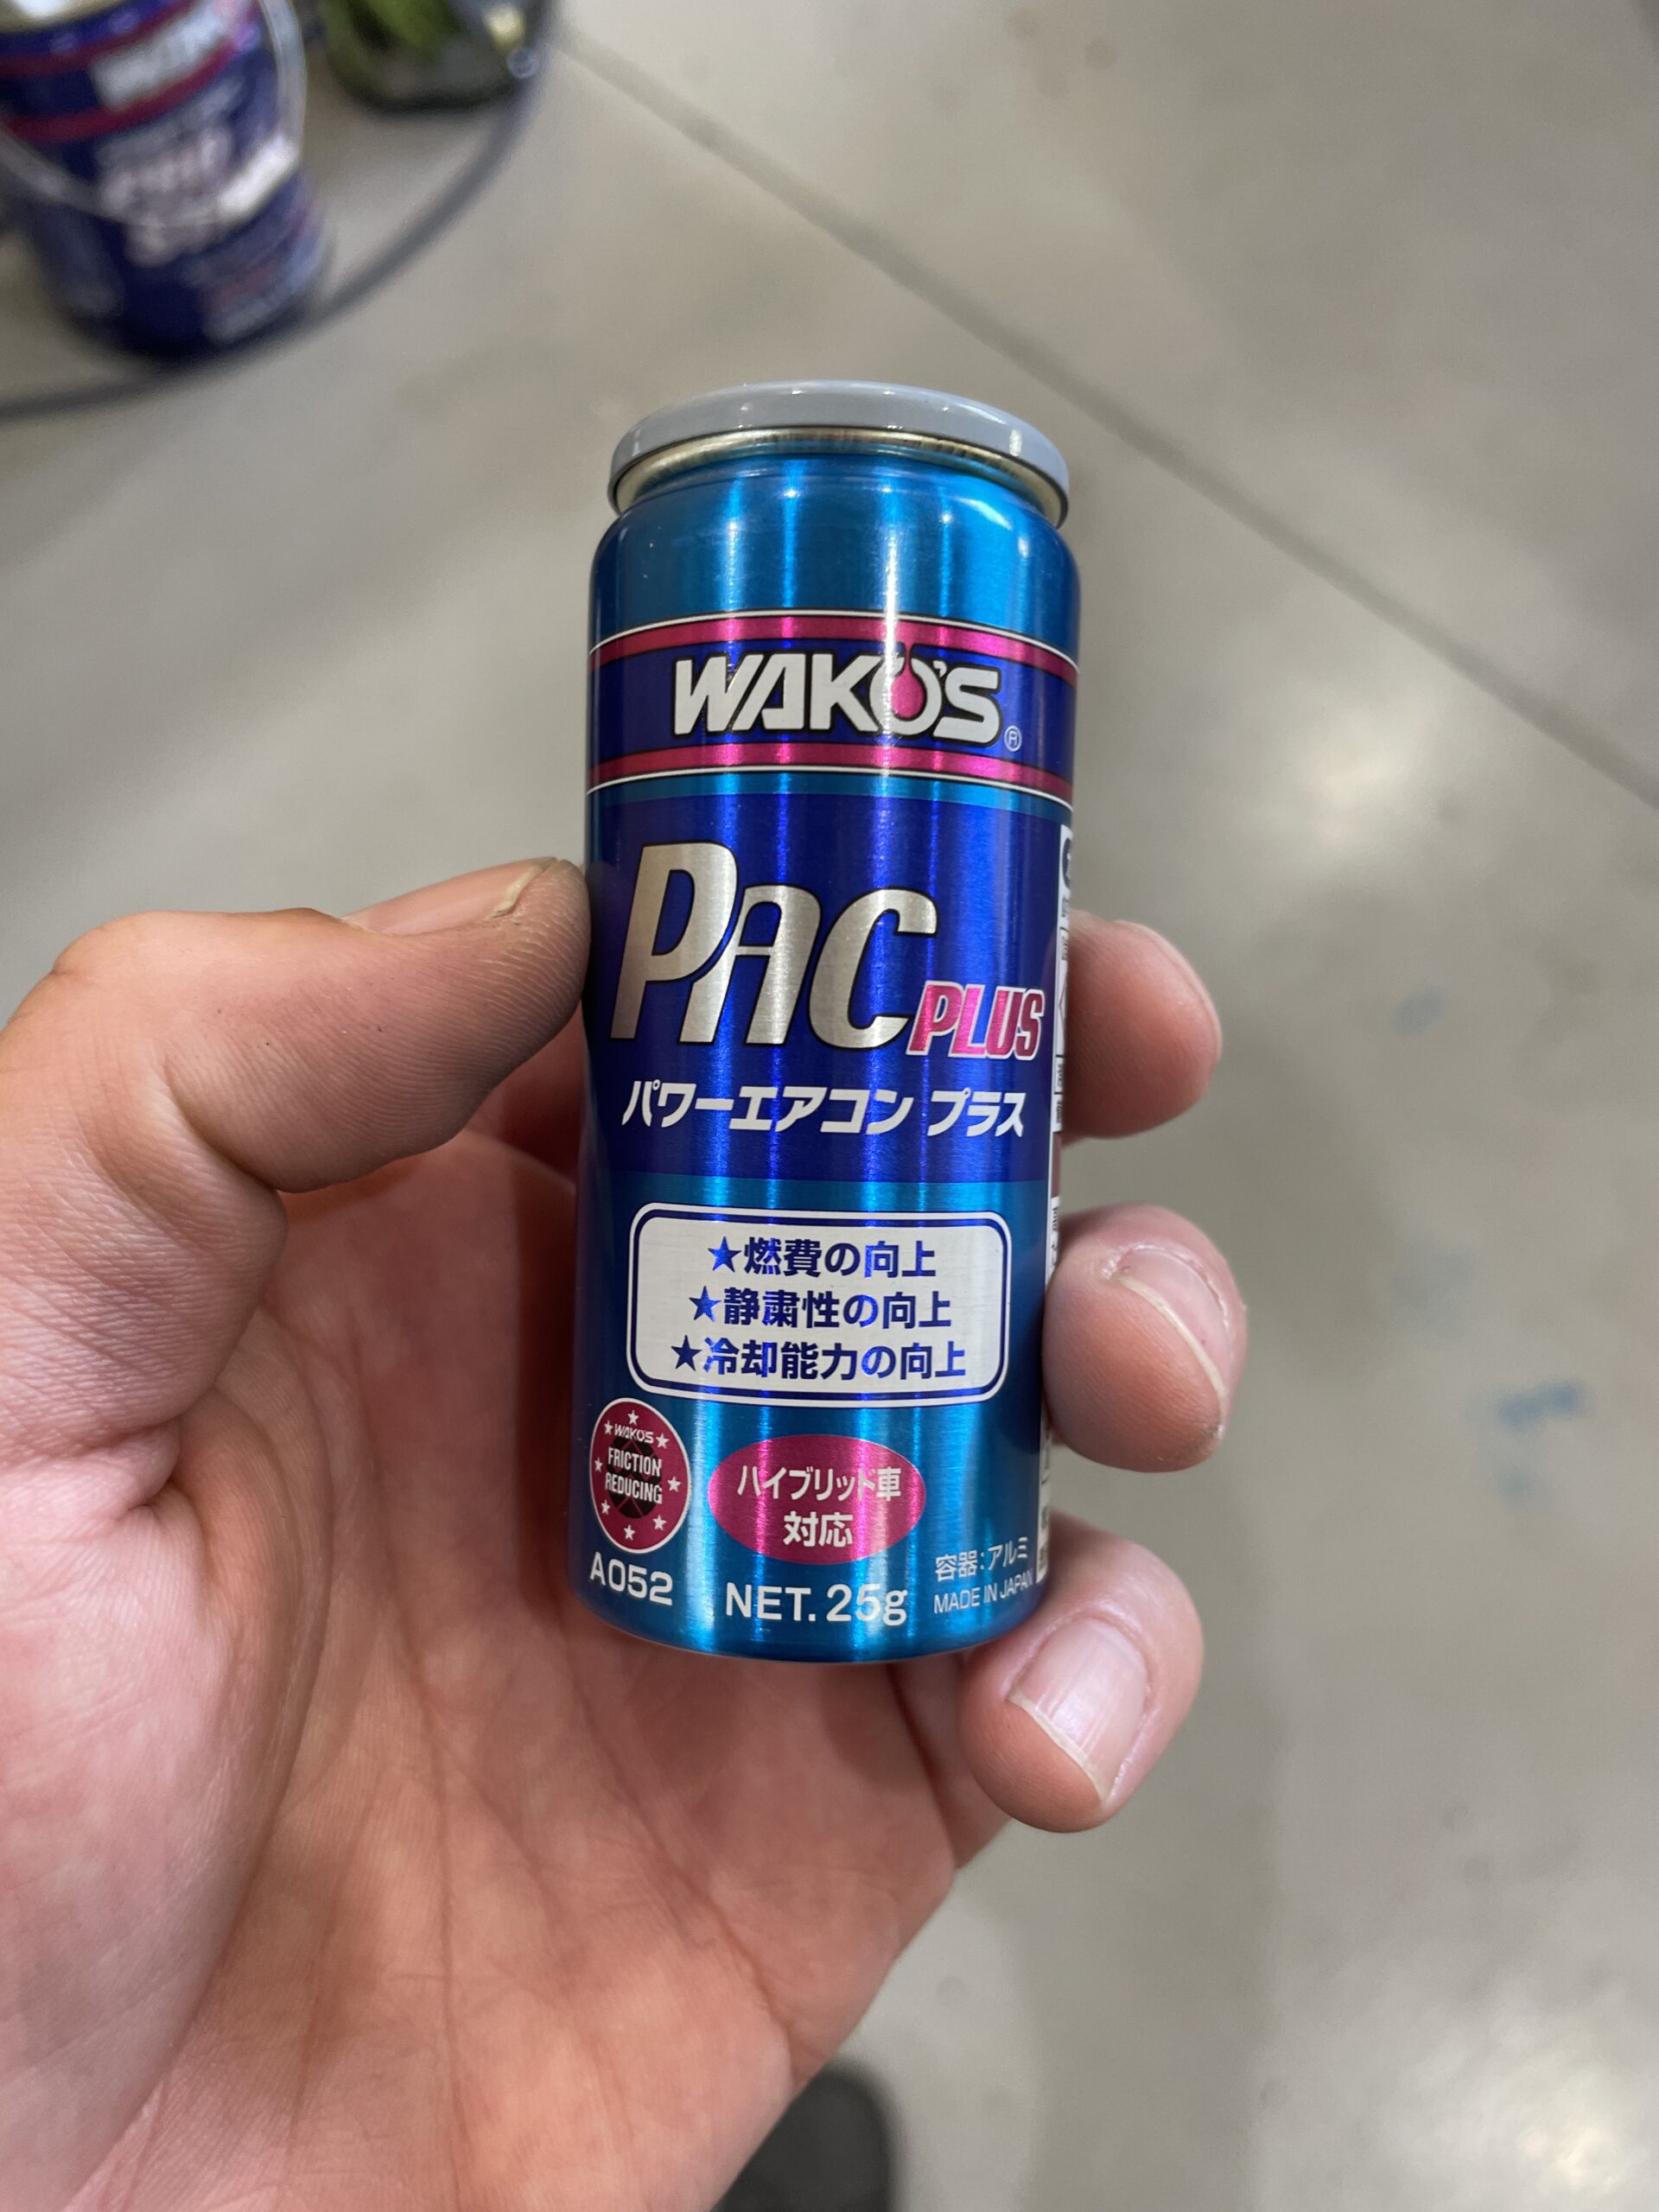 WAKO'S®
PAC PLUS
パワーエアコン プラス
★燃費の向上
★静粛性の向上
★冷却能力の向上
WAKO'S
FRICTION
REDUCING
ハイブリッド車
対応
A052
NET. 25g
容器:アルミ
MADE IN JAPAN